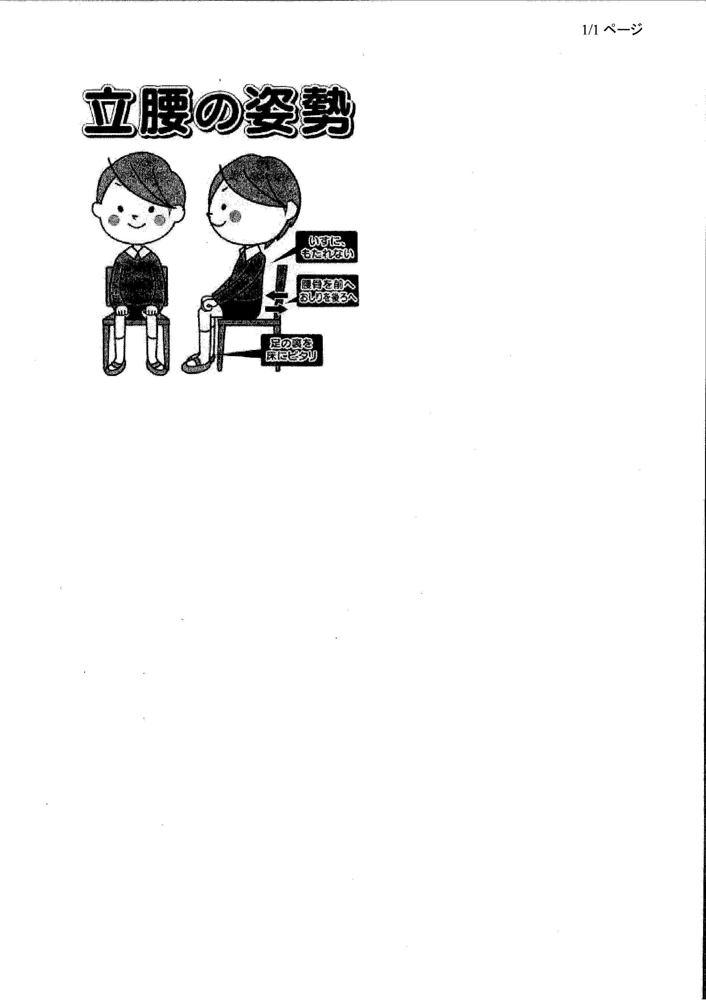 1/1 ページ
立腰の姿勢
いすに、
もたれない
腰骨を前へ
おしりを後ろへ
足の裏を
床にピタリ